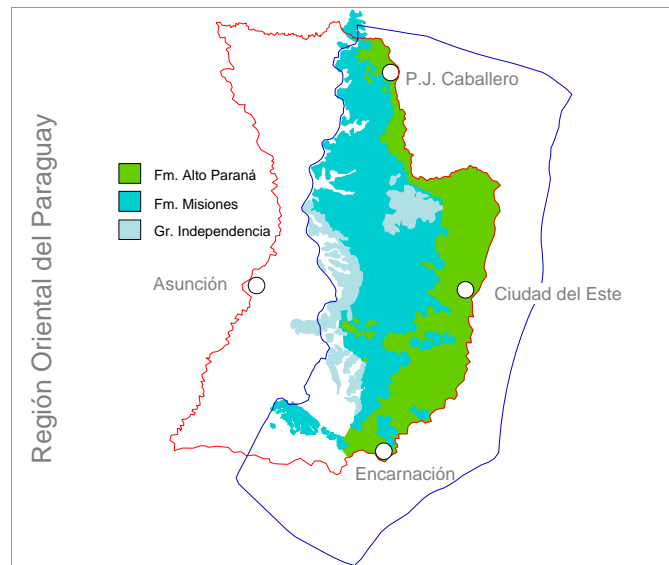 Región Oriental del Paraguay
P.J. Caballero
Fm. Alto Paraná
Fm. Misiones
Gr. Independencia
Asunción
Ciudad del Este
Encarnación